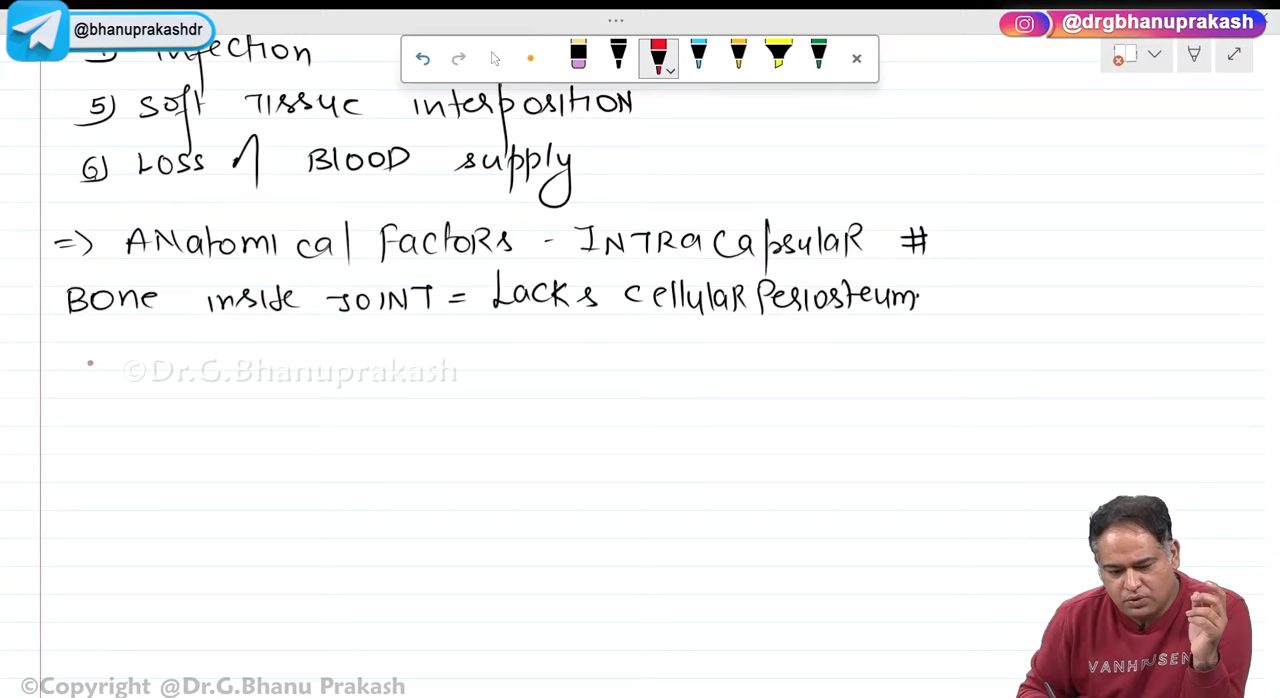 @bhanuprakashdr
@drgbhanuprakash
Infection
5) Soft Tissue interposition
6) Loss of Blood supply
=> Anatomical Factors - Intracapsular #
Bone inside Joint = Lacks cellular Periosteum.
©Dr.G.Bhanuprakash
VANHEUSEN
©Copyright @Dr.G.Bhanu Prakash